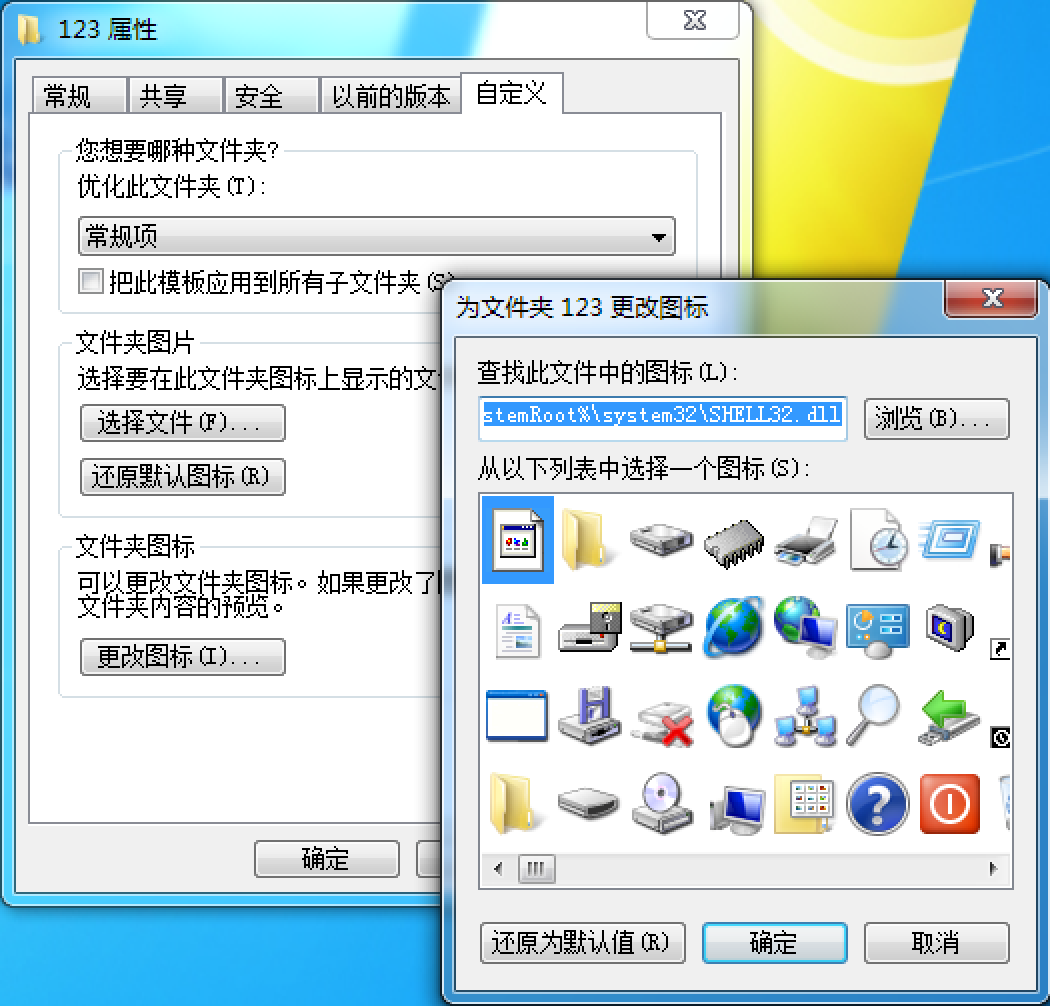 123 属性
常规
共享
安全
以前的版本
自定义
您想要哪种文件夹?
优化此文件夹(T):
常规项
把此模板应用到所有子文件夹(S)
文件夹图片
选择要在此文件夹图标上显示的文
选择文件(F)...
还原默认图标(R)
文件夹图标
可以更改文件夹图标。如果更改了
文件夹内容的预览。
更改图标(I)...
确定
为文件夹 123 更改图标
查找此文件中的图标(L):
stemRoot%\system32\SHELL32.dll
浏览(B)...
从以下列表中选择一个图标(S):
还原为默认值(R)
确定
取消